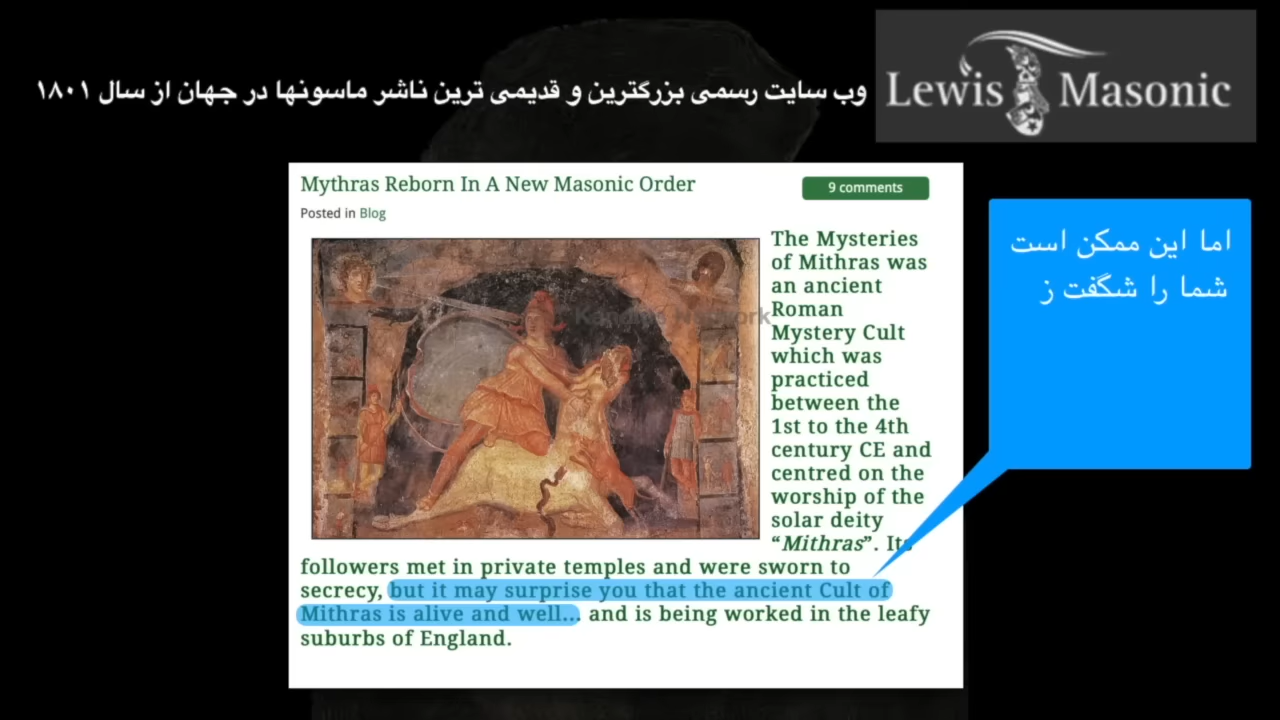 وب سایت رسمی بزرگترین و قدیمی ترین ناشر ماسونها در جهان از سال ۱۸۰۱
Lewis Masonic
Mythras Reborn In A New Masonic Order
9 comments
Posted in Blog
The Mysteries
of Mithras was
an ancient
Roman
Mystery Cult
which was
practiced
between the
1st to the 4th
century CE and
centred on the
worship of the
solar deity
“Mithras”. Its
followers met in private temples and were sworn to
secrecy, but it may surprise you that the ancient Cult of
Mithras is alive and well... and is being worked in the leafy
suburbs of England.
اما این ممکن است
شما را شگفت ز